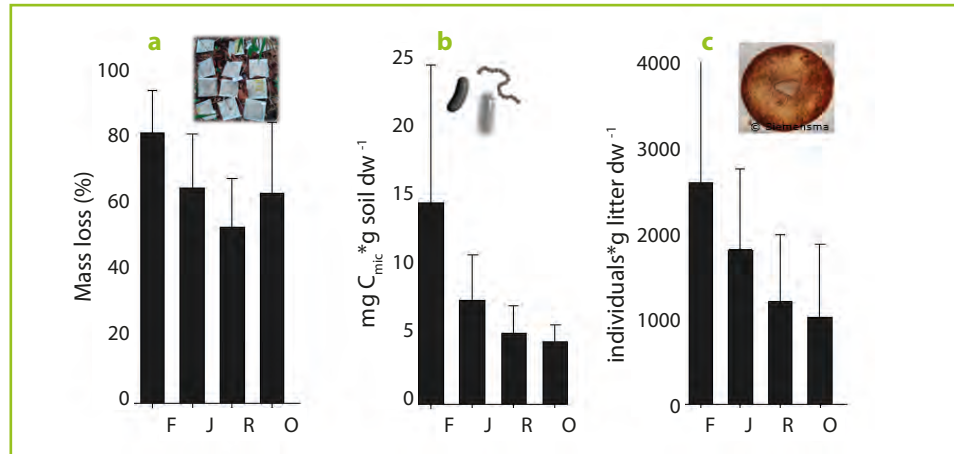 a
100
80
60
40
20
0
Mass loss (%)
F J R O
b
25
20
15
10
5
0
mg Cmic*g soil dw -1
F J R O
c
4000
3000
2000
1000
0
individuals*g litter dw -1
© Siemensma
F J R O